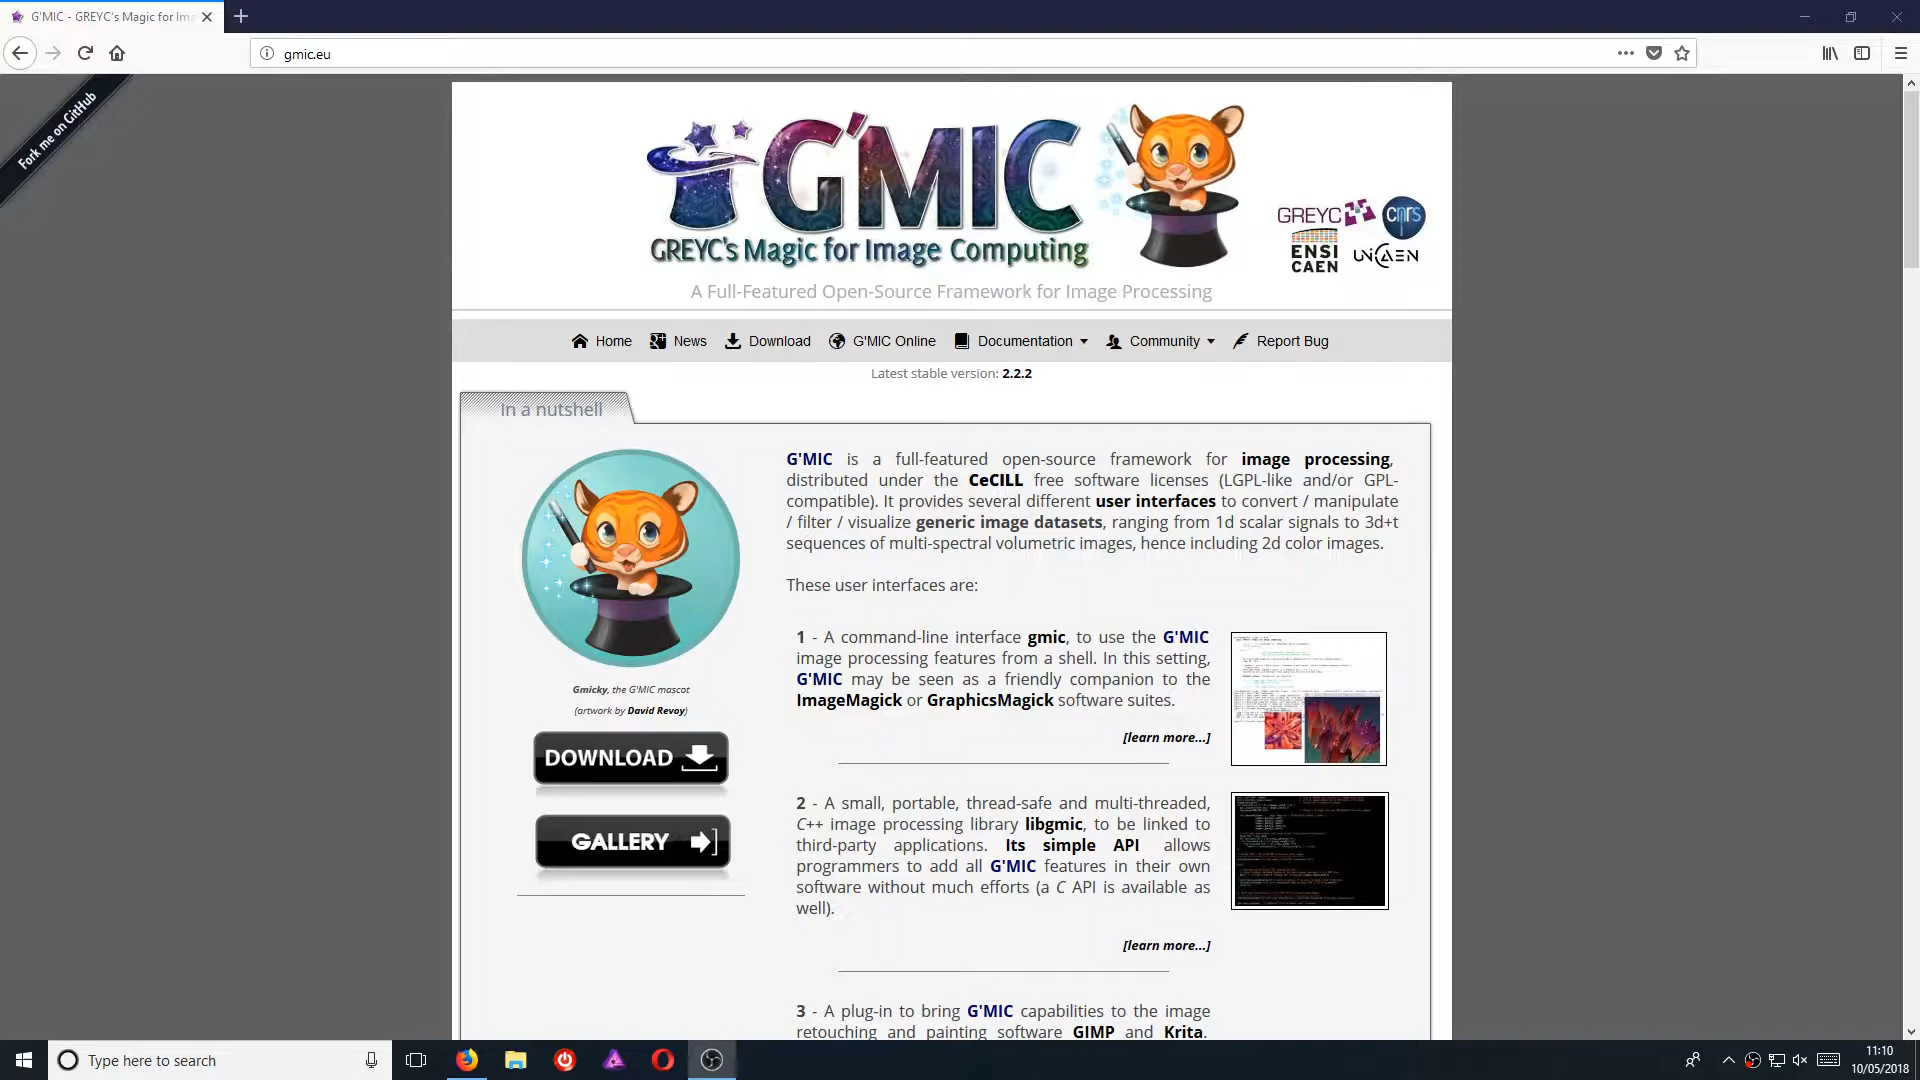 G'MIC - GREYC's Magic for Ima
gmic.eu
Fork me on GitHub
G'MIC
GREYC's Magic for Image Computing
GREYC
cnrs
ENSI
CAEN
UNICAEN
A Full-Featured Open-Source Framework for Image Processing
Home News Download G'MIC Online Documentation Community Report Bug
Latest stable version: 2.2.2
In a nutshell
G'MIC is a full-featured open-source framework for image processing,
distributed under the CeCILL free software licenses (LGPL-like and/or GPL-
compatible). It provides several different user interfaces to convert / manipulate
/ filter / visualize generic image datasets, ranging from 1d scalar signals to 3d+t
sequences of multi-spectral volumetric images, hence including 2d color images.
These user interfaces are:
Gmicky, the G'MIC mascot
(artwork by David Revoy)
DOWNLOAD
GALLERY
1 - A command-line interface gmic, to use the G'MIC
image processing features from a shell. In this setting,
G'MIC may be seen as a friendly companion to the
ImageMagick or GraphicsMagick software suites.
[learn more...]
2 - A small, portable, thread-safe and multi-threaded,
C++ image processing library libgmic, to be linked to
third-party applications. Its simple API allows
programmers to add all G'MIC features in their own
software without much efforts (a C API is available as
well).
[learn more...]
3 - A plug-in to bring G'MIC capabilities to the image
retouching and painting software GIMP and Krita.
Type here to search
11:10
10/05/2018